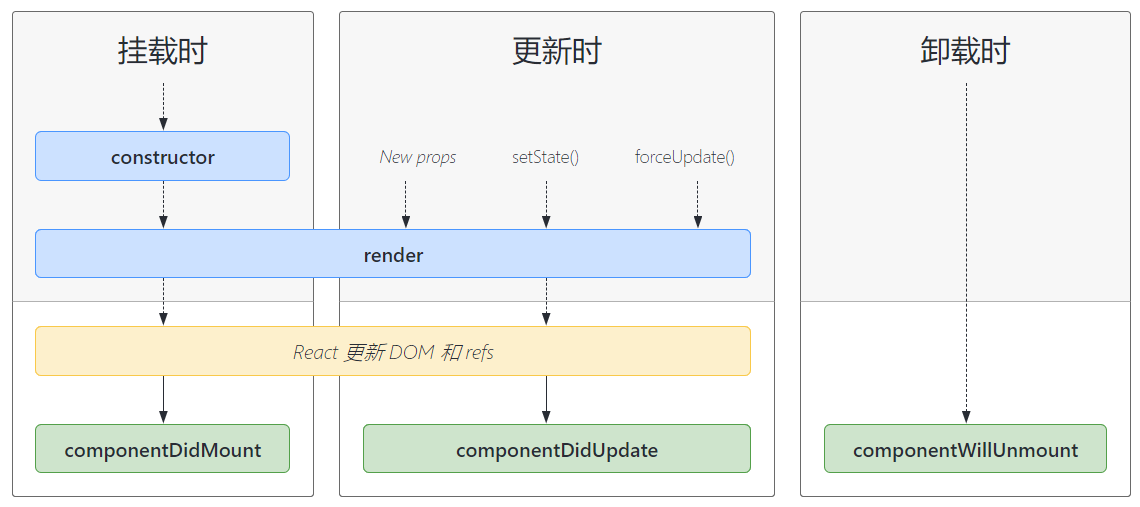 挂载时
更新时
卸载时
constructor
New props
setState()
forceUpdate()
render
React 更新 DOM 和 refs
componentDidMount
componentDidUpdate
componentWillUnmount